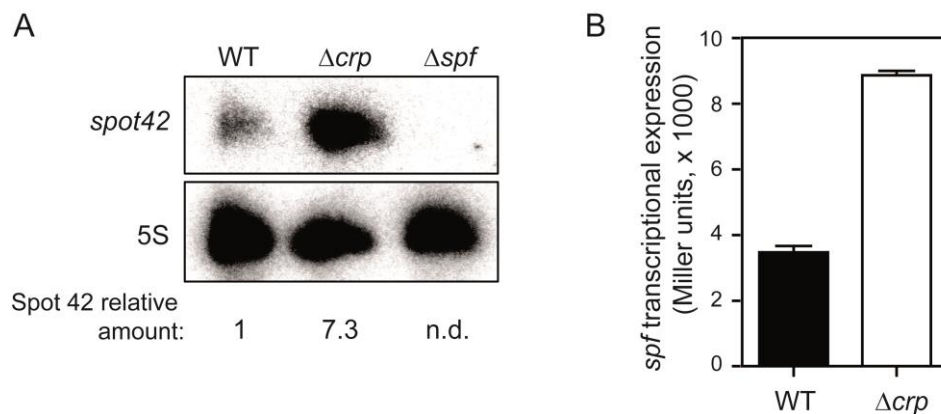 A
WT Δcrp Δspf
spot42
5S
Spot 42 relative
amount: 1 7.3 n.d.
B
spf transcriptional expression
(Miller units, x 1000)
10
8
6
4
2
0
WT Δcrp